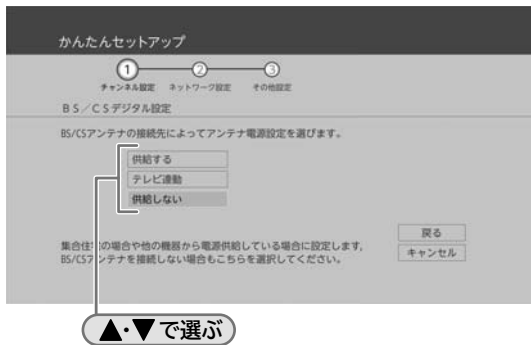 かんたんセットアップ
1 2 3
チャンネル設定 ネットワーク設定 その他設定
BS／CSデジタル設定
BS/CSアンテナの接続先によってアンテナ電源設定を選びます。
供給する
テレビ連動
供給しない
集合住宅の場合や他の機器から電源供給している場合に設定します。
BS/CSアンテナを接続しない場合もこちらを選択してください。
戻る
キャンセル
▲・▼で選ぶ